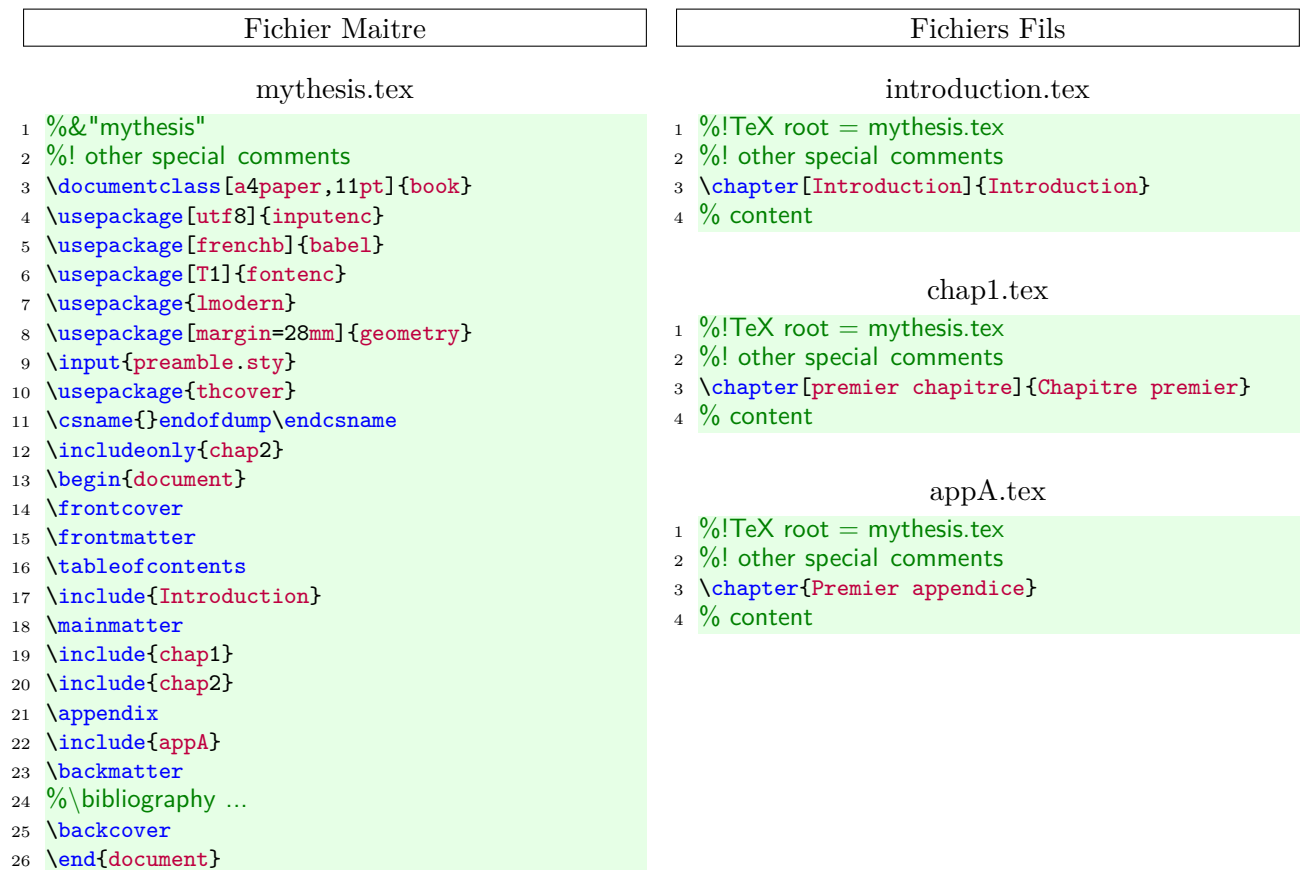 Fichier Maitre
mythesis.tex
1 %&"mythesis"
2 %! other special comments
3 \documentclass[a4paper,11pt]{book}
4 \usepackage[utf8]{inputenc}
5 \usepackage[frenchb]{babel}
6 \usepackage[T1]{fontenc}
7 \usepackage{lmodern}
8 \usepackage[margin=28mm]{geometry}
9 \input{preamble.sty}
10 \usepackage{thcover}
11 \csname{}endofdump\endcsname
12 \includeonly{chap2}
13 \begin{document}
14 \frontcover
15 \frontmatter
16 \tableofcontents
17 \include{Introduction}
18 \mainmatter
19 \include{chap1}
20 \include{chap2}
21 \appendix
22 \include{appA}
23 \backmatter
24 %\bibliography ...
25 \backcover
26 \end{document}
Fichiers Fils
introduction.tex
1 %!TeX root = mythesis.tex
2 %! other special comments
3 \chapter[Introduction]{Introduction}
4 % content
chap1.tex
1 %!TeX root = mythesis.tex
2 %! other special comments
3 \chapter[premier chapitre]{Chapitre premier}
4 % content
appA.tex
1 %!TeX root = mythesis.tex
2 %! other special comments
3 \chapter{Premier appendice}
4 % content